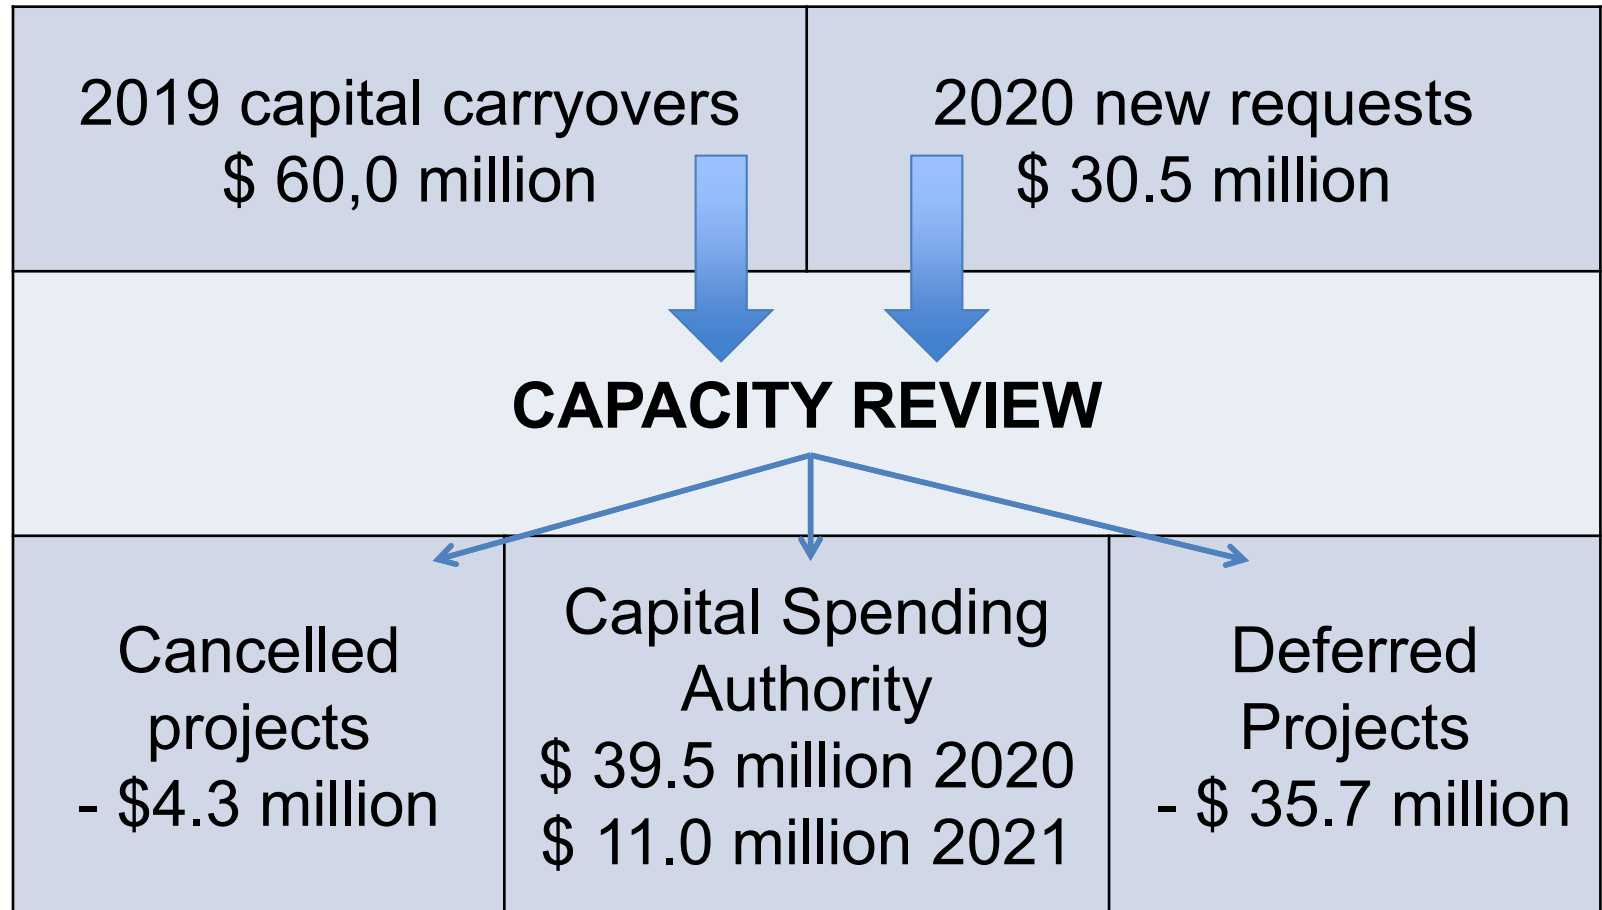 2019 capital carryovers
$ 60,0 million
2020 new requests
$ 30.5 million
CAPACITY REVIEW
Cancelled
projects
- $4.3 million
Capital Spending
Authority
$ 39.5 million 2020
$ 11.0 million 2021
Deferred
Projects
- $ 35.7 million